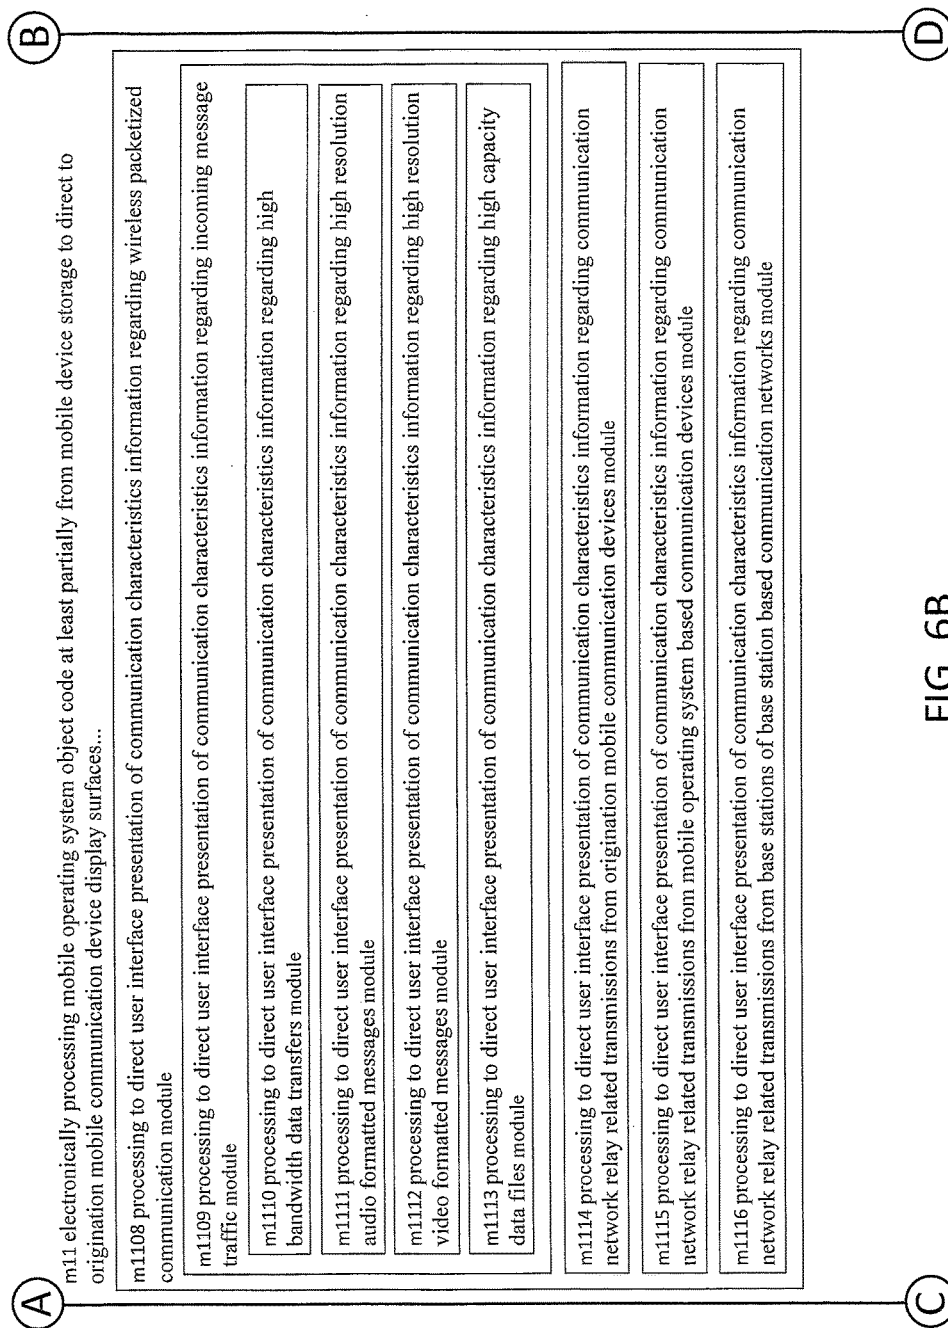 A
B
m11 electronically processing mobile operating system object code at least partially from mobile device storage to direct to
origination mobile communication device display surfaces...
m1108 processing to direct user interface presentation of communication characteristics information regarding wireless packetized
communication module
m1109 processing to direct user interface presentation of communication characteristics information regarding incoming message
traffic module
m1110 processing to direct user interface presentation of communication characteristics information regarding high
bandwidth data transfers module
m1111 processing to direct user interface presentation of communication characteristics information regarding high resolution
audio formatted messages module
m1112 processing to direct user interface presentation of communication characteristics information regarding high resolution
video formatted messages module
m1113 processing to direct user interface presentation of communication characteristics information regarding high capacity
data files module
m1114 processing to direct user interface presentation of communication characteristics information regarding communication
network relay related transmissions from origination mobile communication devices module
m1115 processing to direct user interface presentation of communication characteristics information regarding communication
network relay related transmissions from mobile operating system based communication devices module
m1116 processing to direct user interface presentation of communication characteristics information regarding communication
network relay related transmissions from base stations of base station based communication networks module
C
D
FIG. 6B